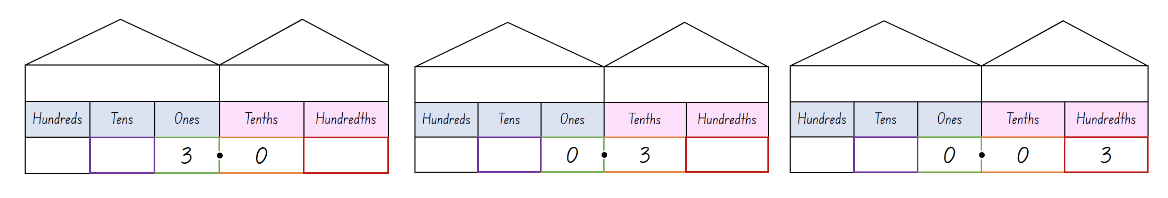 Hundreds Tens Ones Tenths Hundredths
3 . 0
Hundreds Tens Ones Tenths Hundredths
0 . 3
Hundreds Tens Ones Tenths Hundredths
0 . 0 3